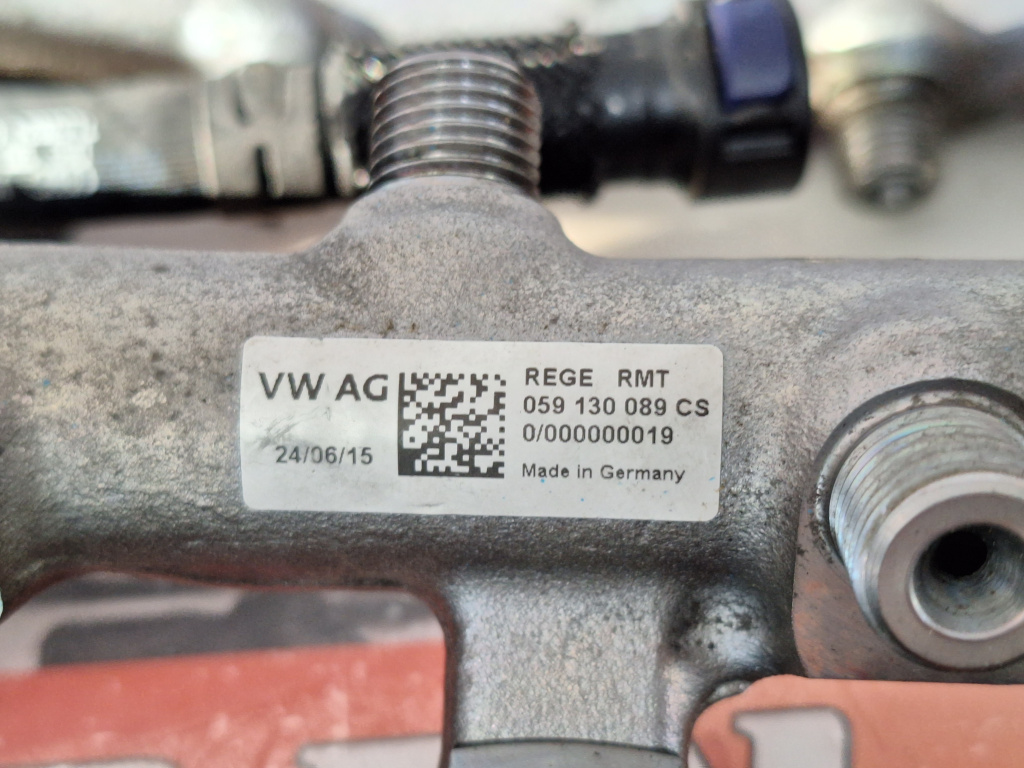 VW AG
24/06/15
REGE RMT
059 130 089 CS
0/000000019
Made in Germany